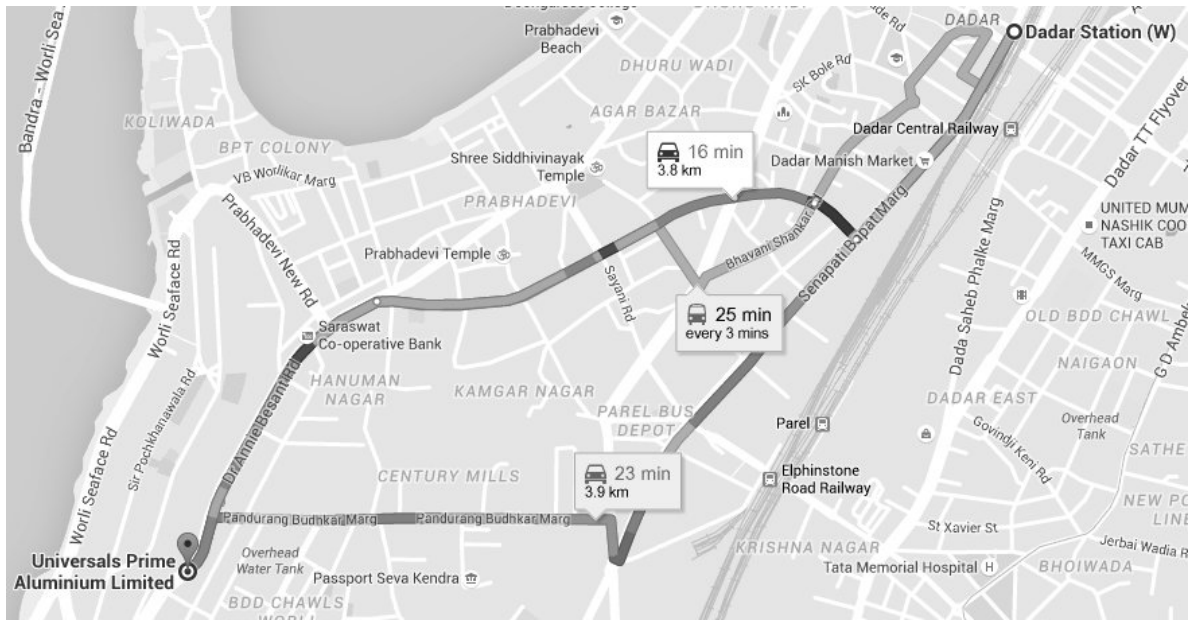 Dadar Station (W)
DADAR
Prabhadevi
Beach
DHURU WADI
SK Bole Rd
AGAR BAZAR
Dadar Central Railway
Dadar TT Flyover
Bandra - Worli Sea
KOLIWADA
BPT COLONY
VB Worlikar Marg
Shree Siddhivinayak
Temple
16 min
3.8 km
Dadar Manish Market
PRABHADEVI
Prabhadevi New Rd
Prabhadevi Temple
Bhavani Shankar
Senapati Bapat Marg
Dada Saheb Phalke Marg
UNITED MUM
NASHIK COO
TAXI CAB
MMGS Marg
Worli Seaface Rd
Sayani Rd
25 min
every 3 mins
OLD BDD CHAWL
Saraswat
Co-operative Bank
G D Ambek
NAIGAON
HANUMAN
NAGAR
KAMGAR NAGAR
PAREL BUS
DEPOT
DADAR EAST
Overhead
Tank
Parel
Govindji Keni Rd
SATHE
Sir Pochkhanawala Rd
Dr Annie Besant Rd
Worli Seaface Rd
CENTURY MILLS
23 min
3.9 km
Elphinstone
Road Railway
NEW PO
LINE
Pandurang Budhkar Marg
Pandurang Budhkar Marg
St Xavier St
Jerbai Wadia R
KRISHNA NAGAR
Universals Prime
Aluminium Limited
Overhead
Water Tank
Passport Seva Kendra
Tata Memorial Hospital
H
BHOIWADA
BDD CHAWLS